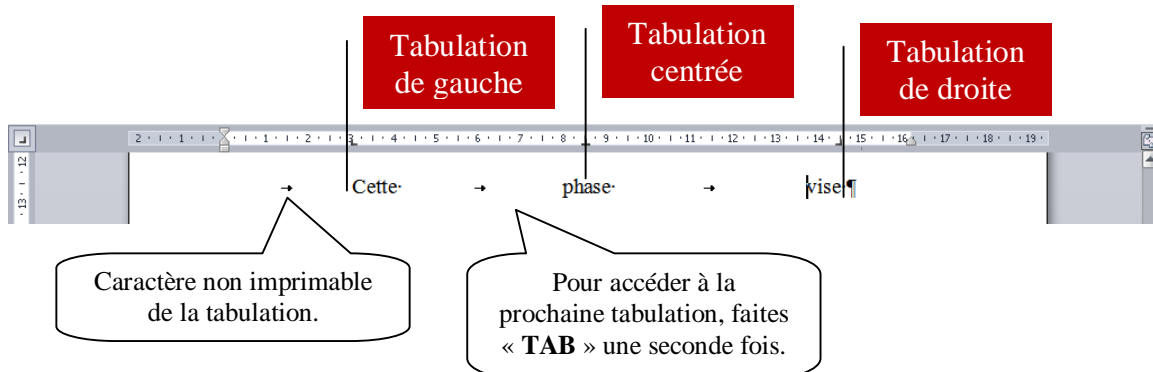 Tabulation
de gauche
Tabulation
centrée
Tabulation
de droite
2 · ı · 1 · ı · ı · 1 · ı · 2 · ı · 3 · ı · 4 · ı · 5 · ı · 6 · ı · 7 · ı · 8 · ı · 9 · ı · 10 · ı · 11 · ı · 12 · ı · 13 · ı · 14 · ı · 15 · ı · 16 · ı · 17 · ı · 18 · ı · 19 ·
12
13
→ Cette· → phase· → vise¶
Caractère non imprimable
de la tabulation.
Pour accéder à la
prochaine tabulation, faites
« TAB » une seconde fois.